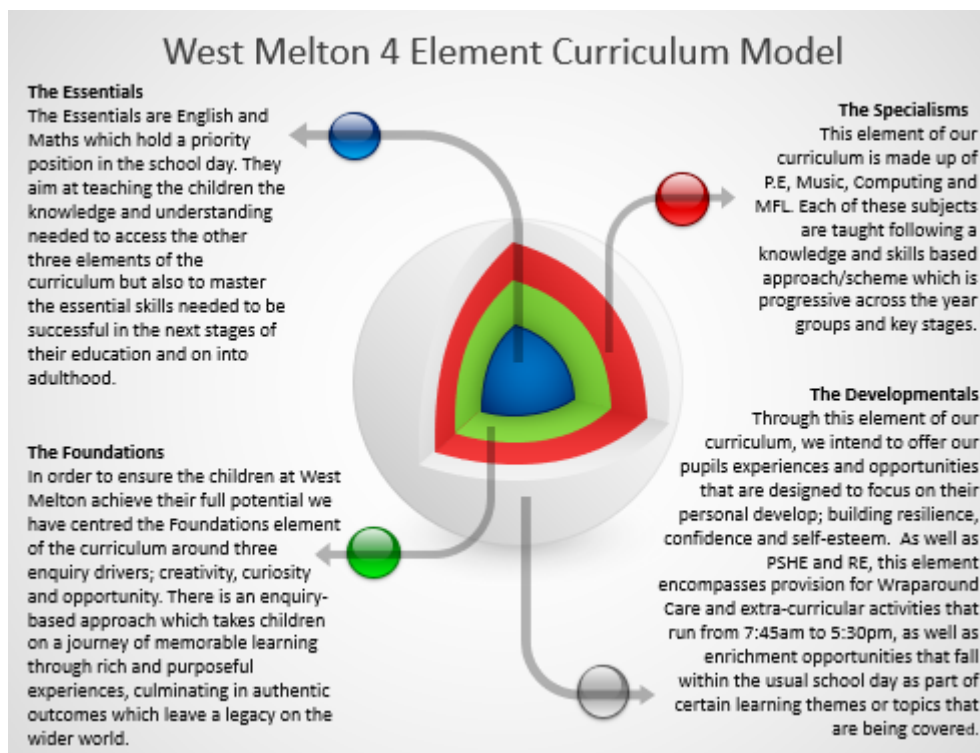 West Melton 4 Element Curriculum Model
The Essentials
The Essentials are English and
Maths which hold a priority
position in the school day. They
aim at teaching the children the
knowledge and understanding
needed to access the other
three elements of the
curriculum but also to master
the essential skills needed to be
successful in the next stages of
their education and on into
adulthood.
The Foundations
In order to ensure the children at West
Melton achieve their full potential we
have centred the Foundations element
of the curriculum around three
enquiry drivers; creativity, curiosity
and opportunity. There is an enquiry-
based approach which takes children
on a journey of memorable learning
through rich and purposeful
experiences, culminating in authentic
outcomes which leave a legacy on the
wider world.
The Specialisms
This element of our
curriculum is made up of
P.E, Music, Computing and
MFL. Each of these subjects
are taught following a
knowledge and skills based
approach/scheme which is
progressive across the year
groups and key stages.
The Developmentals
Through this element of our
curriculum, we intend to offer our
pupils experiences and opportunities
that are designed to focus on their
personal develop; building resilience,
confidence and self-esteem. As well as
PSHE and RE, this element
encompasses provision for Wraparound
Care and extra-curricular activities that
run from 7:45am to 5:30pm, as well as
enrichment opportunities that fall
within the usual school day as part of
certain learning themes or topics that
are being covered.